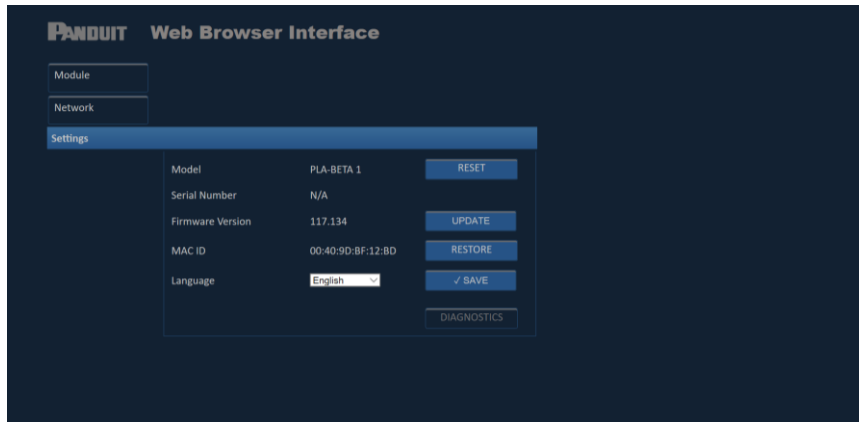 PANDUIT Web Browser Interface
Module
Network
Settings
Model PLA-BETA 1 RESET
Serial Number N/A
Firmware Version 117.134 UPDATE
MAC ID 00:40:9D:BF:12:BD RESTORE
Language English ✓ SAVE
DIAGNOSTICS